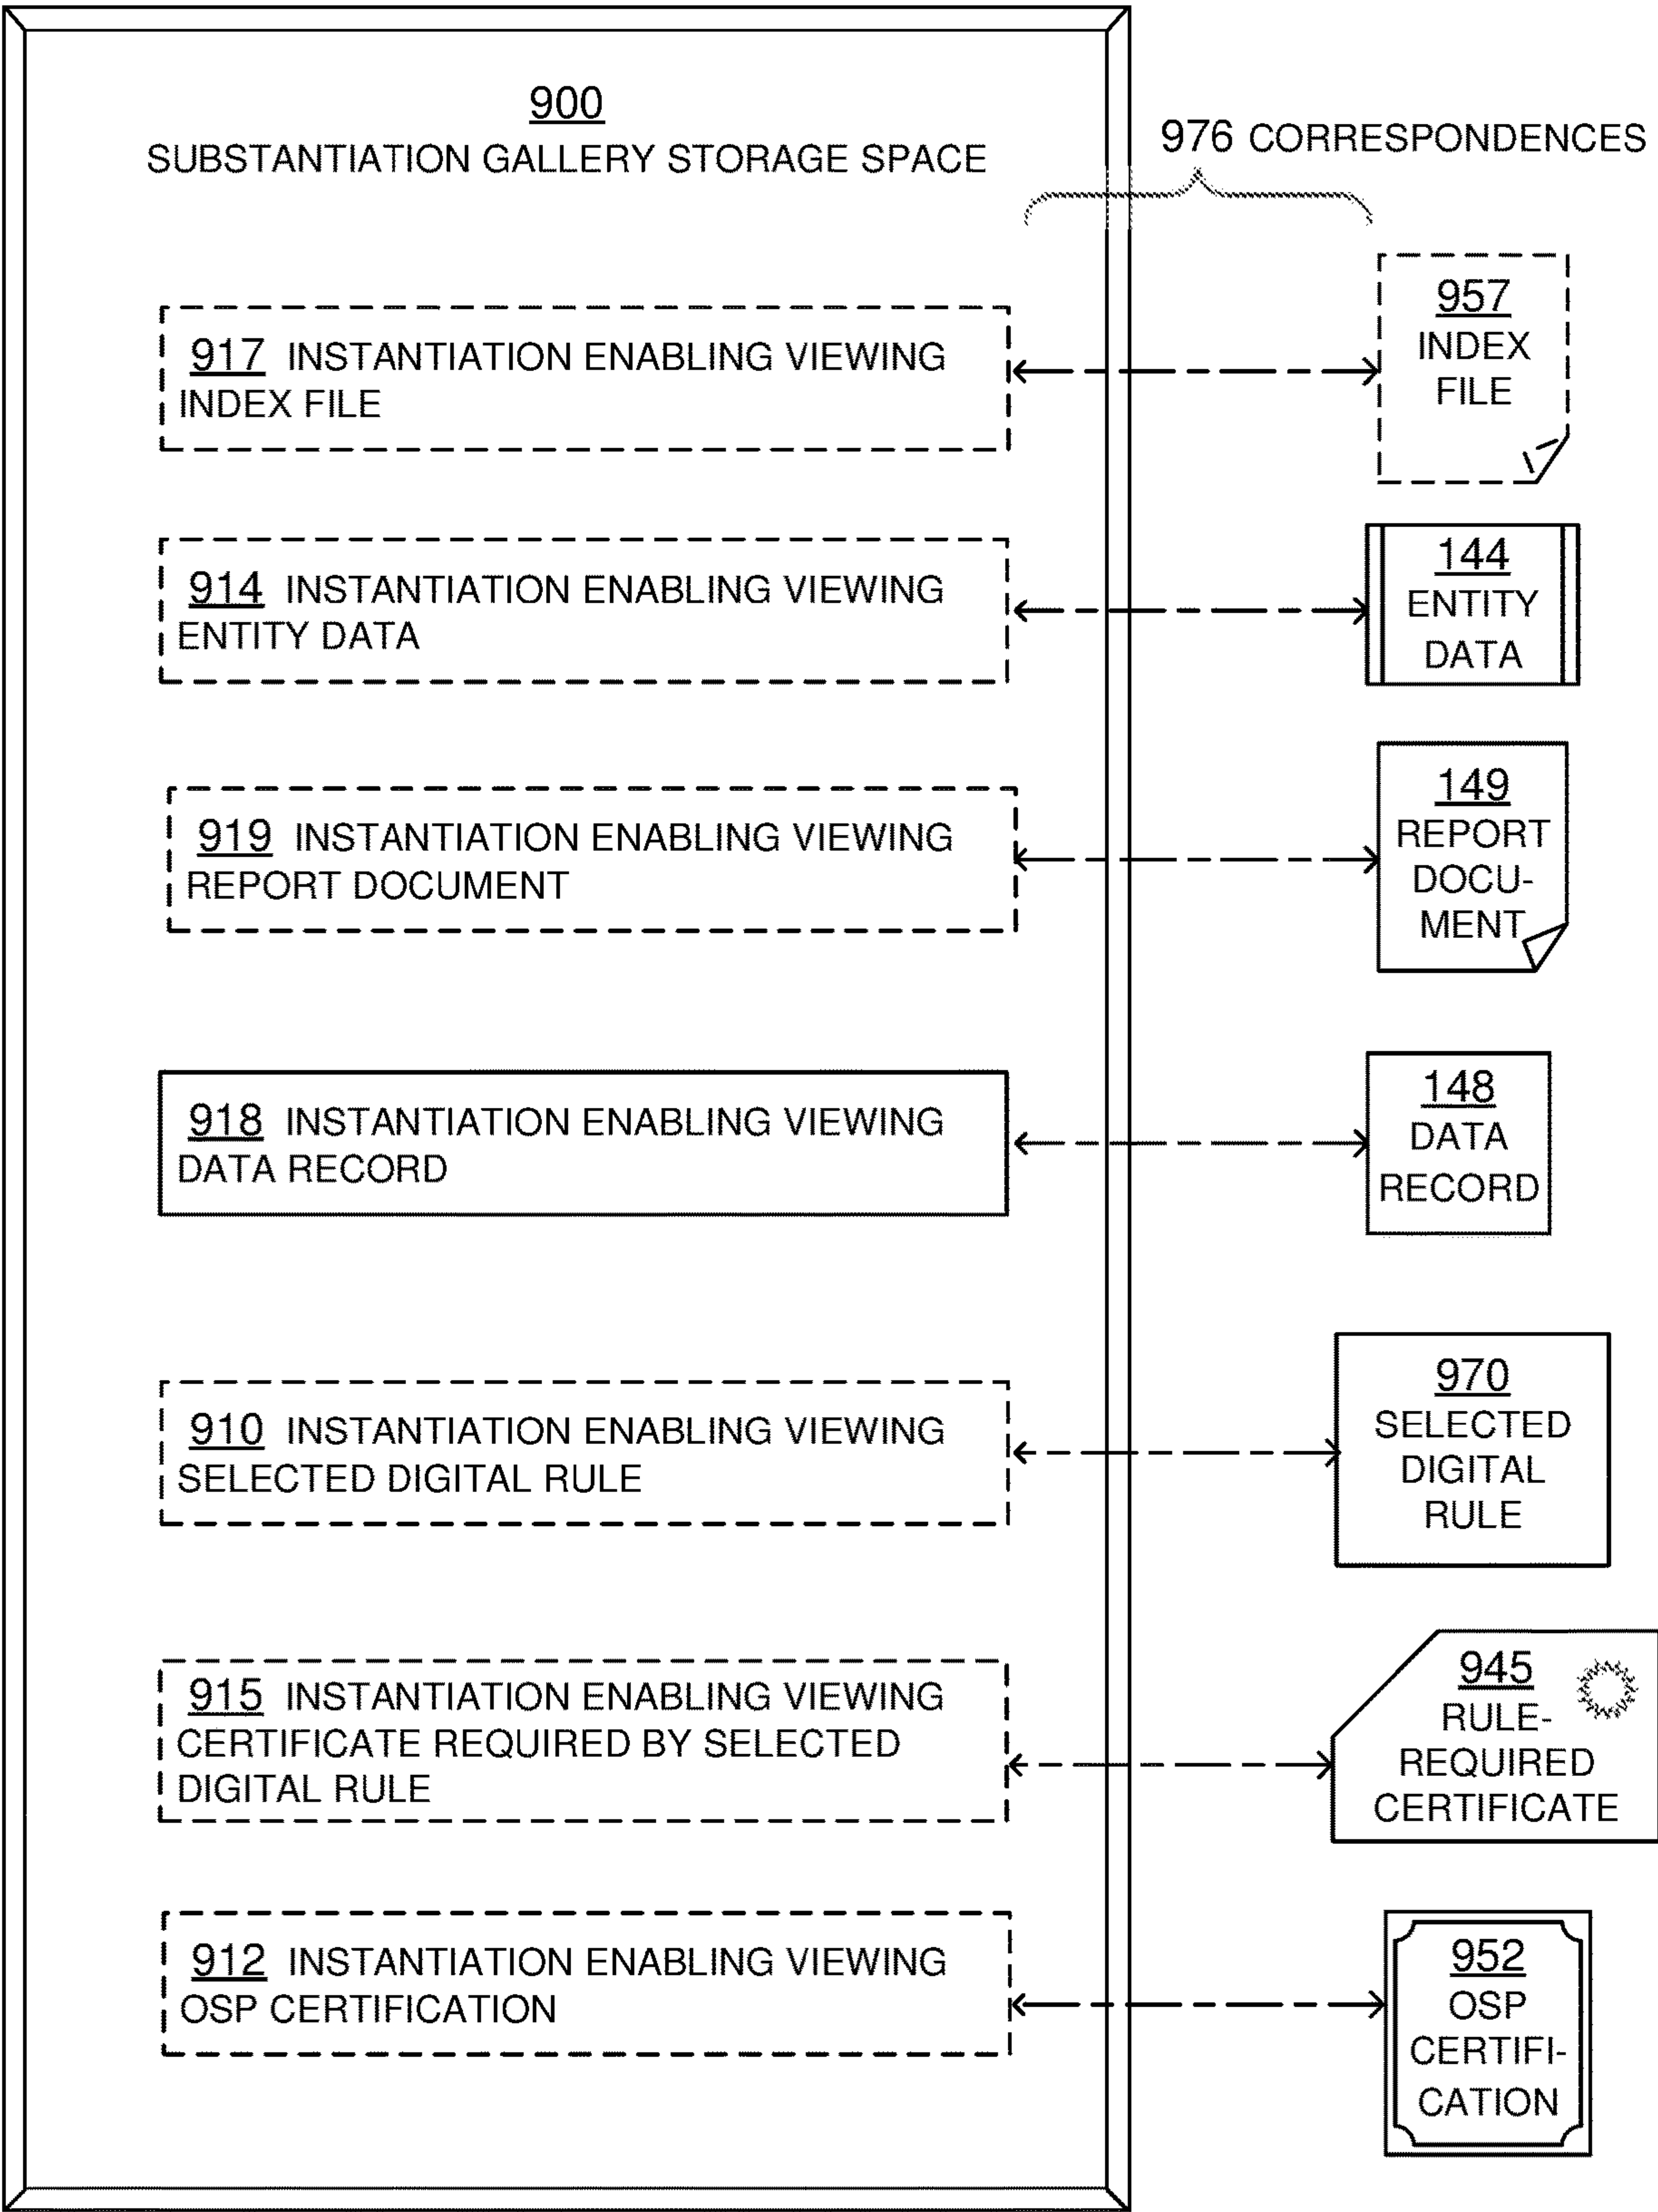 900
SUBSTANTIATION GALLERY STORAGE SPACE
976 CORRESPONDENCES
917 INSTANTIATION ENABLING VIEWING
INDEX FILE
957
INDEX
FILE
914 INSTANTIATION ENABLING VIEWING
ENTITY DATA
144
ENTITY
DATA
919 INSTANTIATION ENABLING VIEWING
REPORT DOCUMENT
149
REPORT
DOCU-
MENT
918 INSTANTIATION ENABLING VIEWING
DATA RECORD
148
DATA
RECORD
910 INSTANTIATION ENABLING VIEWING
SELECTED DIGITAL RULE
970
SELECTED
DIGITAL
RULE
915 INSTANTIATION ENABLING VIEWING
CERTIFICATE REQUIRED BY SELECTED
DIGITAL RULE
945
RULE-
REQUIRED
CERTIFICATE
912 INSTANTIATION ENABLING VIEWING
OSP CERTIFICATION
952
OSP
CERTIFI-
CATION